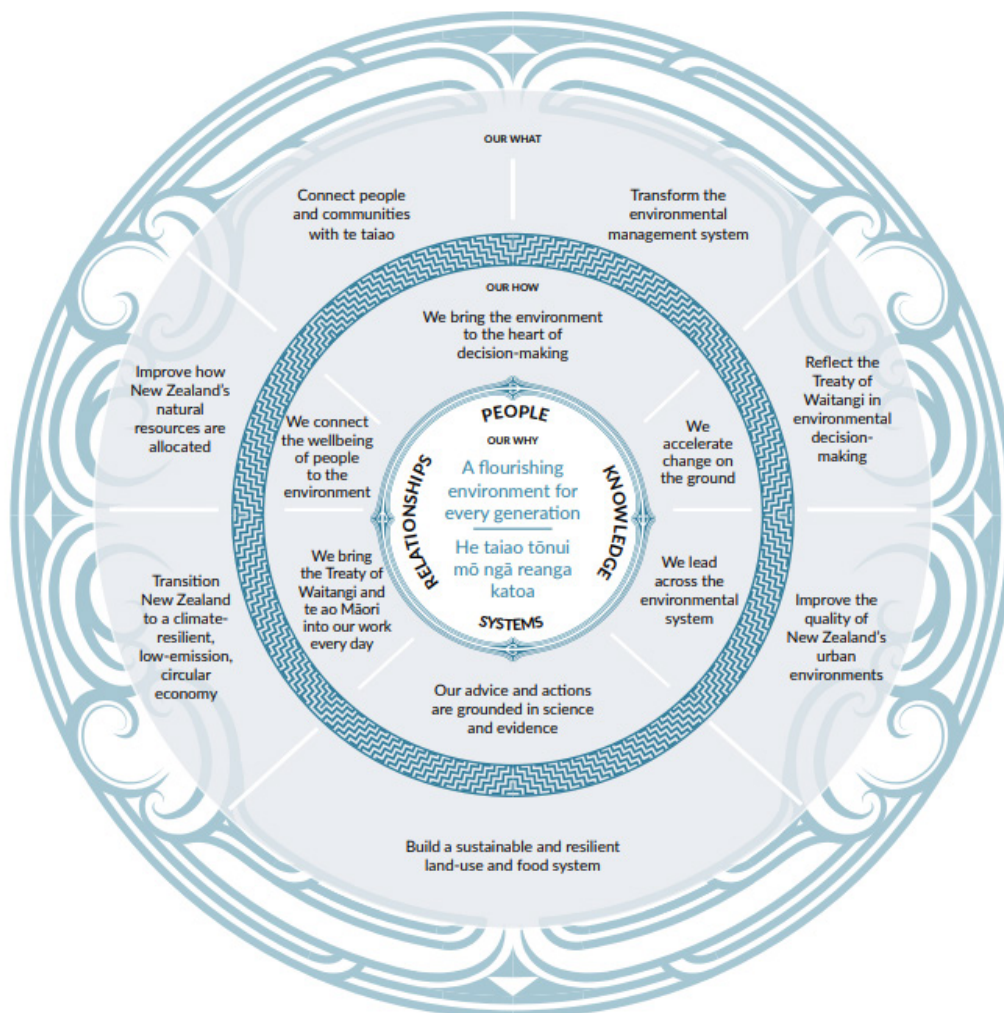 OUR WHAT
Connect people
and communities
with te taiao
Transform the
environmental
management system
Improve how
New Zealand's
natural
resources are
allocated
Reflect the
Treaty of
Waitangi in
environmental
decision-
making
Transition
New Zealand
to a climate-
resilient,
low-emission,
circular
economy
Improve the
quality of
New Zealand's
urban
environments
Build a sustainable and resilient
land-use and food system
OUR HOW
We bring the environment
to the heart of
decision-making
We connect
the wellbeing
of people
to the
environment
We
accelerate
change on
the ground
We bring
the Treaty of
Waitangi and
te ao Māori
into our work
every day
We lead
across the
environmental
system
Our advice and actions
are grounded in science
and evidence
PEOPLE
RELATIONSHIPS
KNOWLEDGE
SYSTEMS
OUR WHY
A flourishing
environment for
every generation
He taiao tōnui
mō ngā reanga
katoa